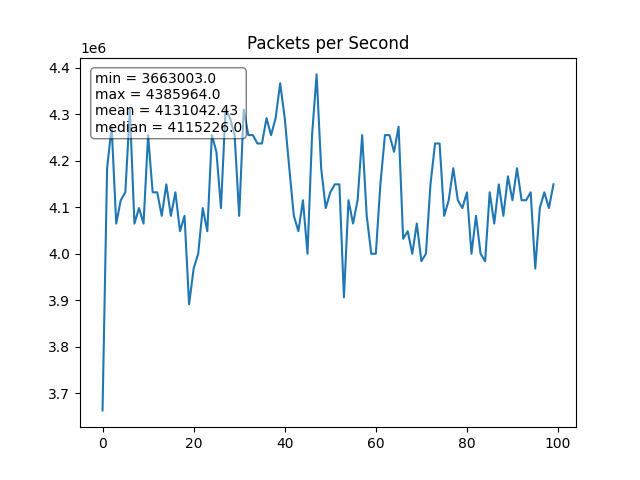 Packets per Second
1e6
min = 3663003.0
max = 4385964.0
mean = 4131042.43
median = 4115226.0
4.4
4.3
4.2
4.1
4.0
3.9
3.8
3.7
0 20 40 60 80 100